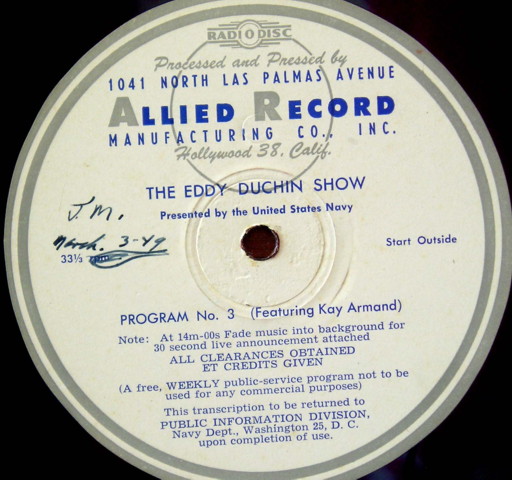 RADIODISC
Processed and Pressed by
1041 NORTH LAS PALMAS AVENUE
ALLIED RECORD
MANUFACTURING CO., INC.
Hollywood 38, Calif.
THE EDDY DUCHIN SHOW
Presented by the United States Navy
J.M.
March. 3-49
Start Outside
33⅓ rpm
PROGRAM No. 3 (Featuring Kay Armand)
Note: At 14m-00s Fade music into background for
30 second live announcement attached
ALL CLEARANCES OBTAINED
ET CREDITS GIVEN
(A free, WEEKLY public-service program not to be
used for any commercial purposes)
This transcription to be returned to
PUBLIC INFORMATION DIVISION,
Navy Dept., Washington 25, D. C.
upon completion of use.